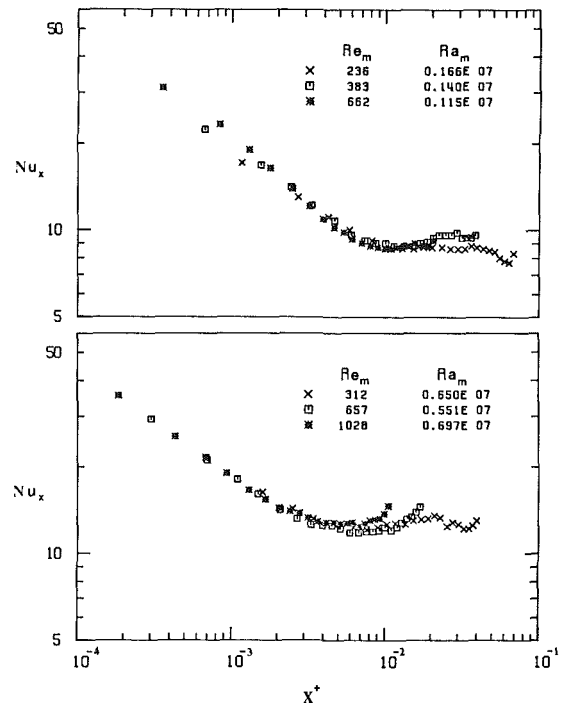 50
Re_m Ra_m
× 236 0.166E 07
□ 383 0.140E 07
✳ 662 0.115E 07
Nu_x
10
5
50
Re_m Ra_m
× 312 0.650E 07
□ 657 0.551E 07
✳ 1028 0.697E 07
Nu_x
10
5
10⁻⁴ 10⁻³ 10⁻² 10⁻¹
X⁺